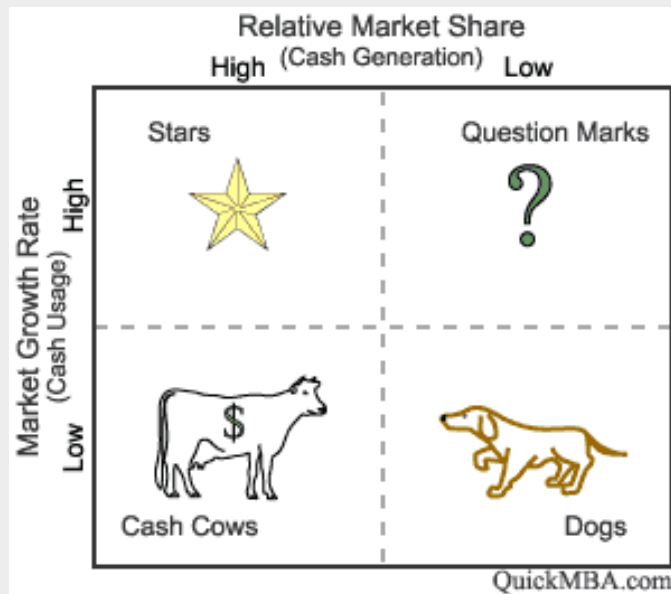 Relative Market Share
(Cash Generation)
High
Low
Market Growth Rate
(Cash Usage)
High
Low
Stars
Question Marks
?
$
Cash Cows
Dogs
QuickMBA.com